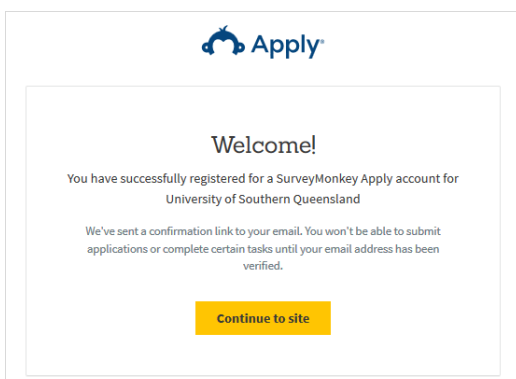 Apply®
Welcome!
You have successfully registered for a SurveyMonkey Apply account for
University of Southern Queensland
We've sent a confirmation link to your email. You won't be able to submit
applications or complete certain tasks until your email address has been
verified.
Continue to site